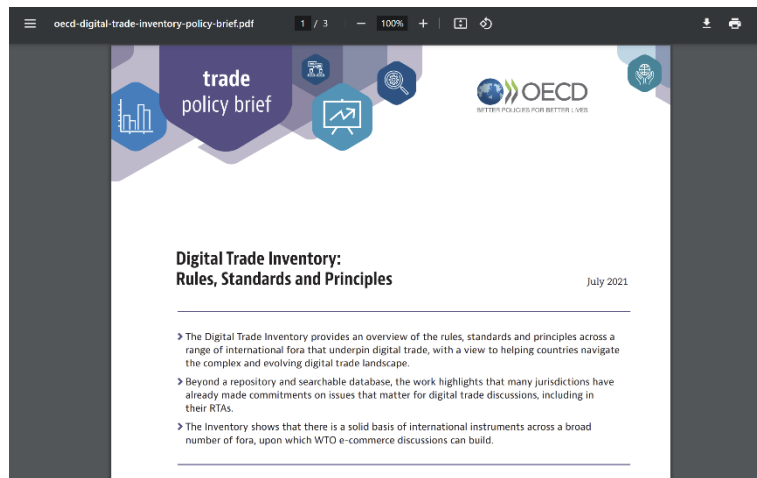 oecd-digital-trade-inventory-policy-brief.pdf
1 / 3
100%
trade
policy brief
OECD
BETTER POLICIES FOR BETTER LIVES
Digital Trade Inventory:
Rules, Standards and Principles
July 2021
The Digital Trade Inventory provides an overview of the rules, standards and principles across a
range of international fora that underpin digital trade, with a view to helping countries navigate
the complex and evolving digital trade landscape.
Beyond a repository and searchable database, the work highlights that many jurisdictions have
already made commitments on issues that matter for digital trade discussions, including in
their RTAs.
The Inventory shows that there is a solid basis of international instruments across a broad
number of fora, upon which WTO e-commerce discussions can build.